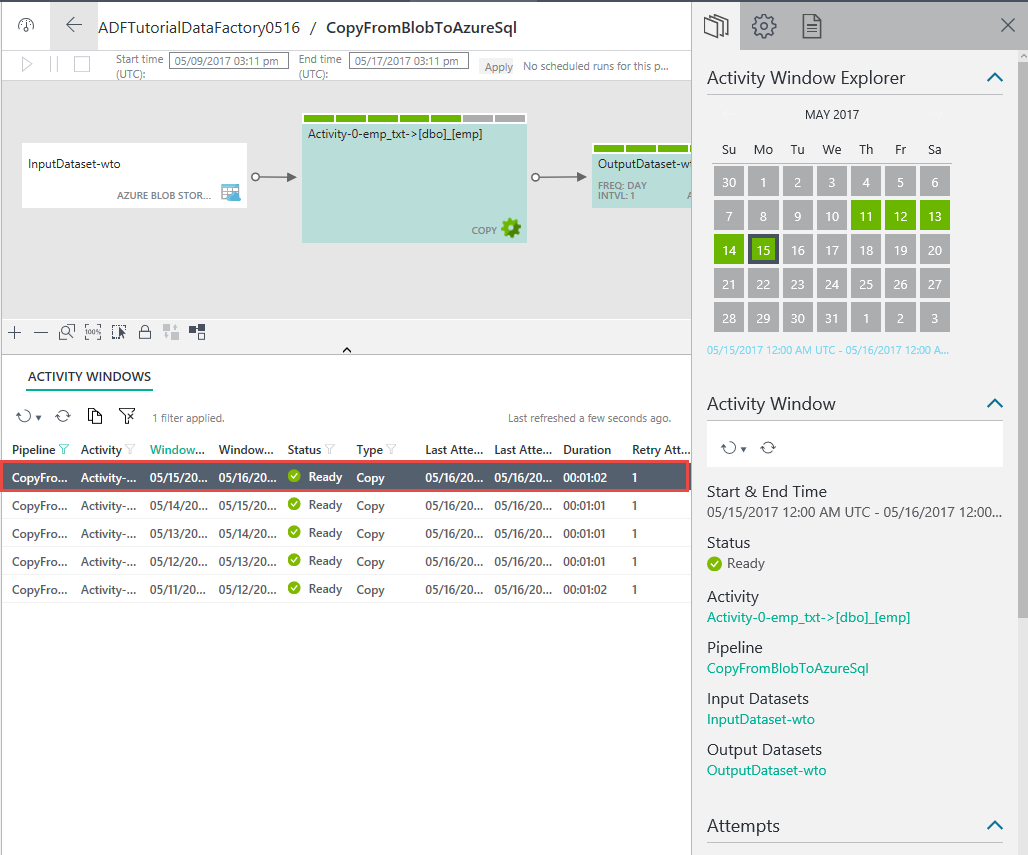 ADFTutorialDataFactory0516 / CopyFromBlobToAzureSql
Start time (UTC): 05/09/2017 03:11 pm End time (UTC): 05/17/2017 03:11 pm Apply No scheduled runs for this p...
InputDataset-wto
AZURE BLOB STOR...
Activity-0-emp_txt->[dbo]_[emp]
COPY
OutputDataset-wt
FREQ: DAY
INTVL: 1
100%
ACTIVITY WINDOWS
1 filter applied.
Last refreshed a few seconds ago.
Pipeline Activity Window... Window... Status Type Last Atte... Last Atte... Duration Retry Att...
CopyFro... Activity-... 05/15/20... 05/16/20... Ready Copy 05/16/20... 05/16/20... 00:01:02 1
CopyFro... Activity-... 05/14/20... 05/15/20... Ready Copy 05/16/20... 05/16/20... 00:01:01 1
CopyFro... Activity-... 05/13/20... 05/14/20... Ready Copy 05/16/20... 05/16/20... 00:01:01 1
CopyFro... Activity-... 05/12/20... 05/13/20... Ready Copy 05/16/20... 05/16/20... 00:01:01 1
CopyFro... Activity-... 05/11/20... 05/12/20... Ready Copy 05/16/20... 05/16/20... 00:01:02 1
Activity Window Explorer
MAY 2017
Su Mo Tu We Th Fr Sa
30 1 2 3 4 5 6
7 8 9 10 11 12 13
14 15 16 17 18 19 20
21 22 23 24 25 26 27
28 29 30 31 1 2 3
05/15/2017 12:00 AM UTC - 05/16/2017 12:00 A...
Activity Window
Start & End Time
05/15/2017 12:00 AM UTC - 05/16/2017 12:00...
Status
Ready
Activity
Activity-0-emp_txt->[dbo]_[emp]
Pipeline
CopyFromBlobToAzureSql
Input Datasets
InputDataset-wto
Output Datasets
OutputDataset-wto
Attempts